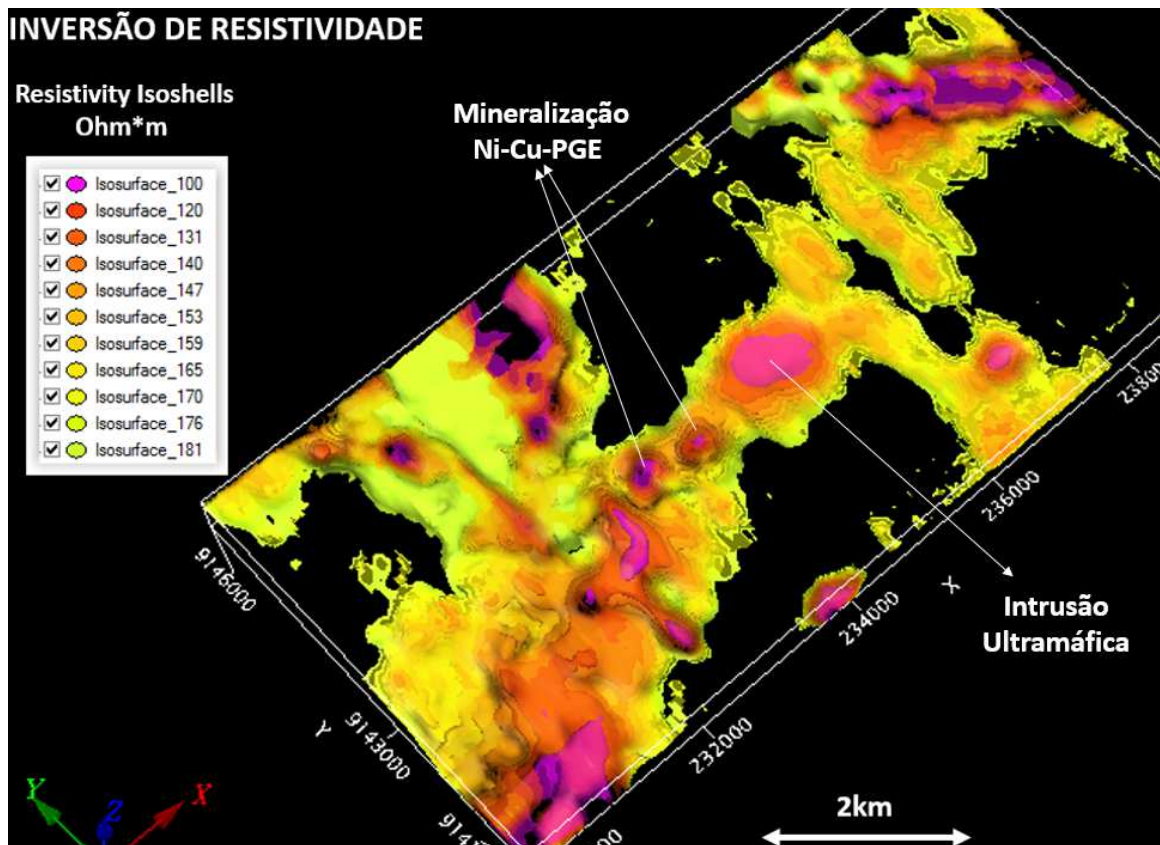 INVERSÃO DE RESISTIVIDADE
Resistivity Isoshells
Ohm*m
Isosurface_100
Isosurface_120
Isosurface_131
Isosurface_140
Isosurface_147
Isosurface_153
Isosurface_159
Isosurface_165
Isosurface_170
Isosurface_176
Isosurface_181
Mineralização
Ni-Cu-PGE
Intrusão
Ultramáfica
9146000
Y
9143000
232000
234000
X
236000
2km
Y
Z
X